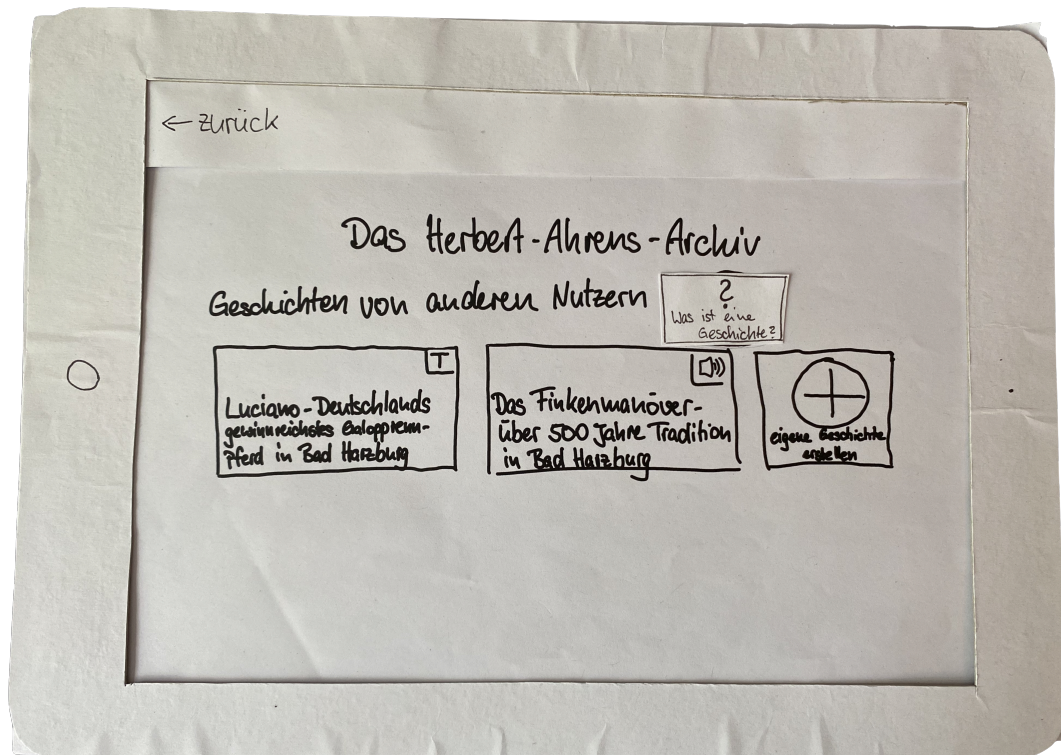 ← zurück
Das Herbert-Ahrens-Archiv
Geschichten von anderen Nutzern
?
Was ist eine
Geschichte?
T
Luciano-Deutschlands
gewinnreichstes Galopprenn-
pferd in Bad Harzburg
Das Finkenmanöver-
über 500 Jahre Tradition
in Bad Harzburg
eigene Geschichte
erstellen